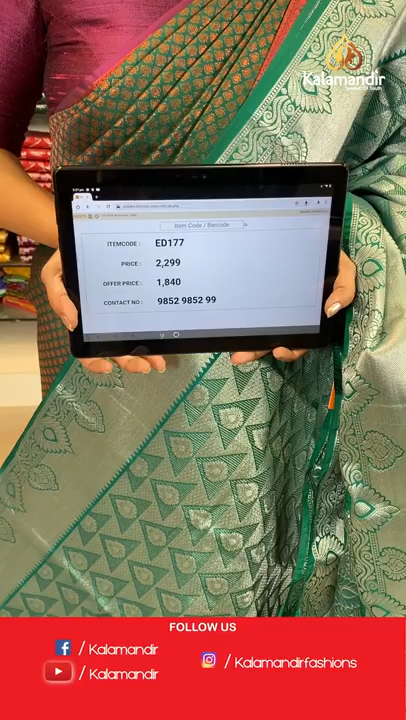 Kalamandir
Item Code / Barcode
ITEMCODE : ED177
PRICE : 2,299
OFFER PRICE : 1,840
CONTACT NO : 9852 9852 99
FOLLOW US
f / Kalamandir
/ Kalamandir
/ Kalamandirfashions